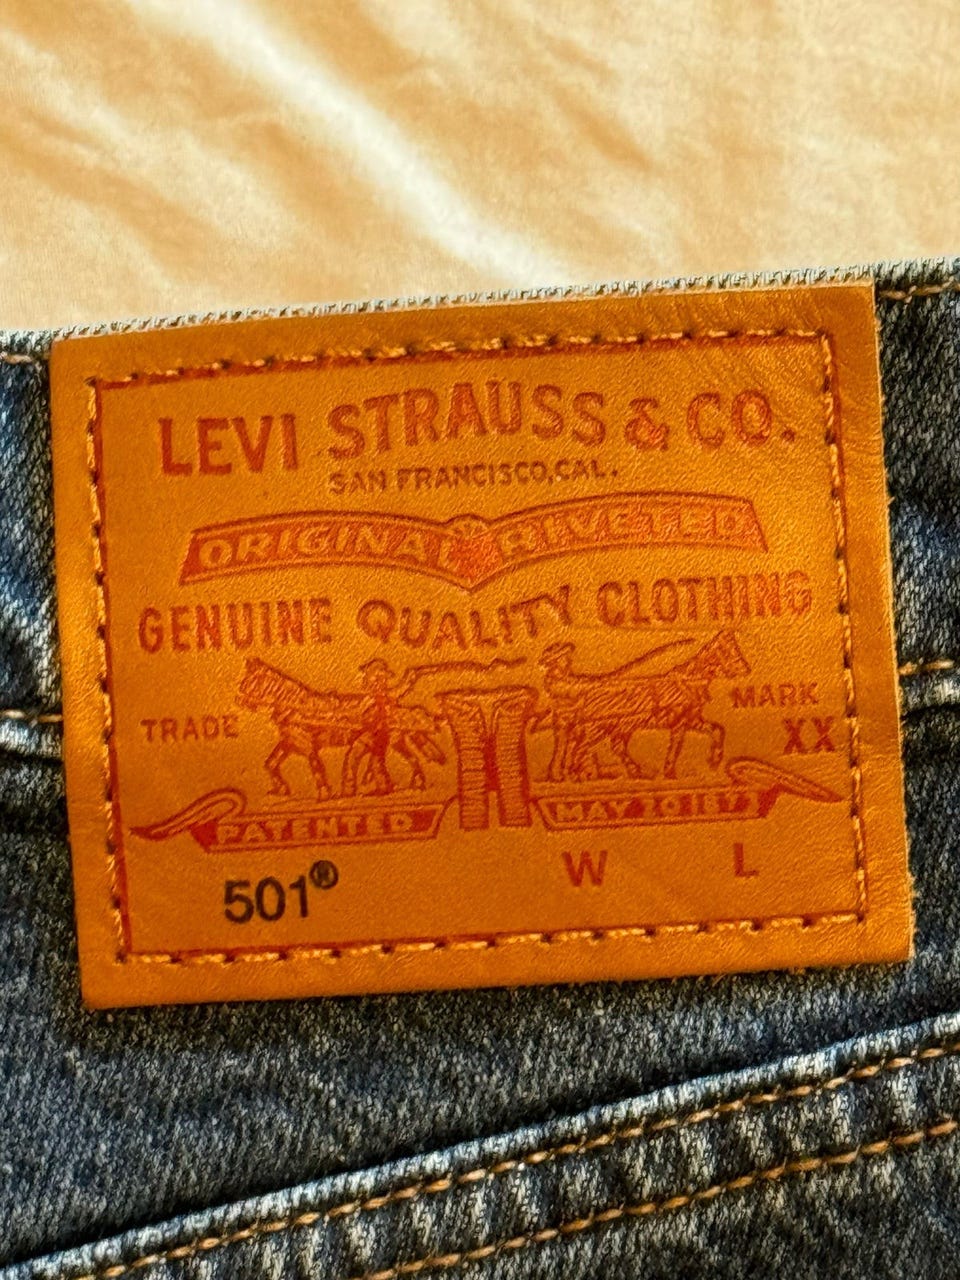 LEVI STRAUSS & CO.
SAN FRANCISCO, CAL.
ORIGINAL RIVETED
GENUINE QUALITY CLOTHING
TRADE MARK
XX
PATENTED MAY 20 1873
501® W L